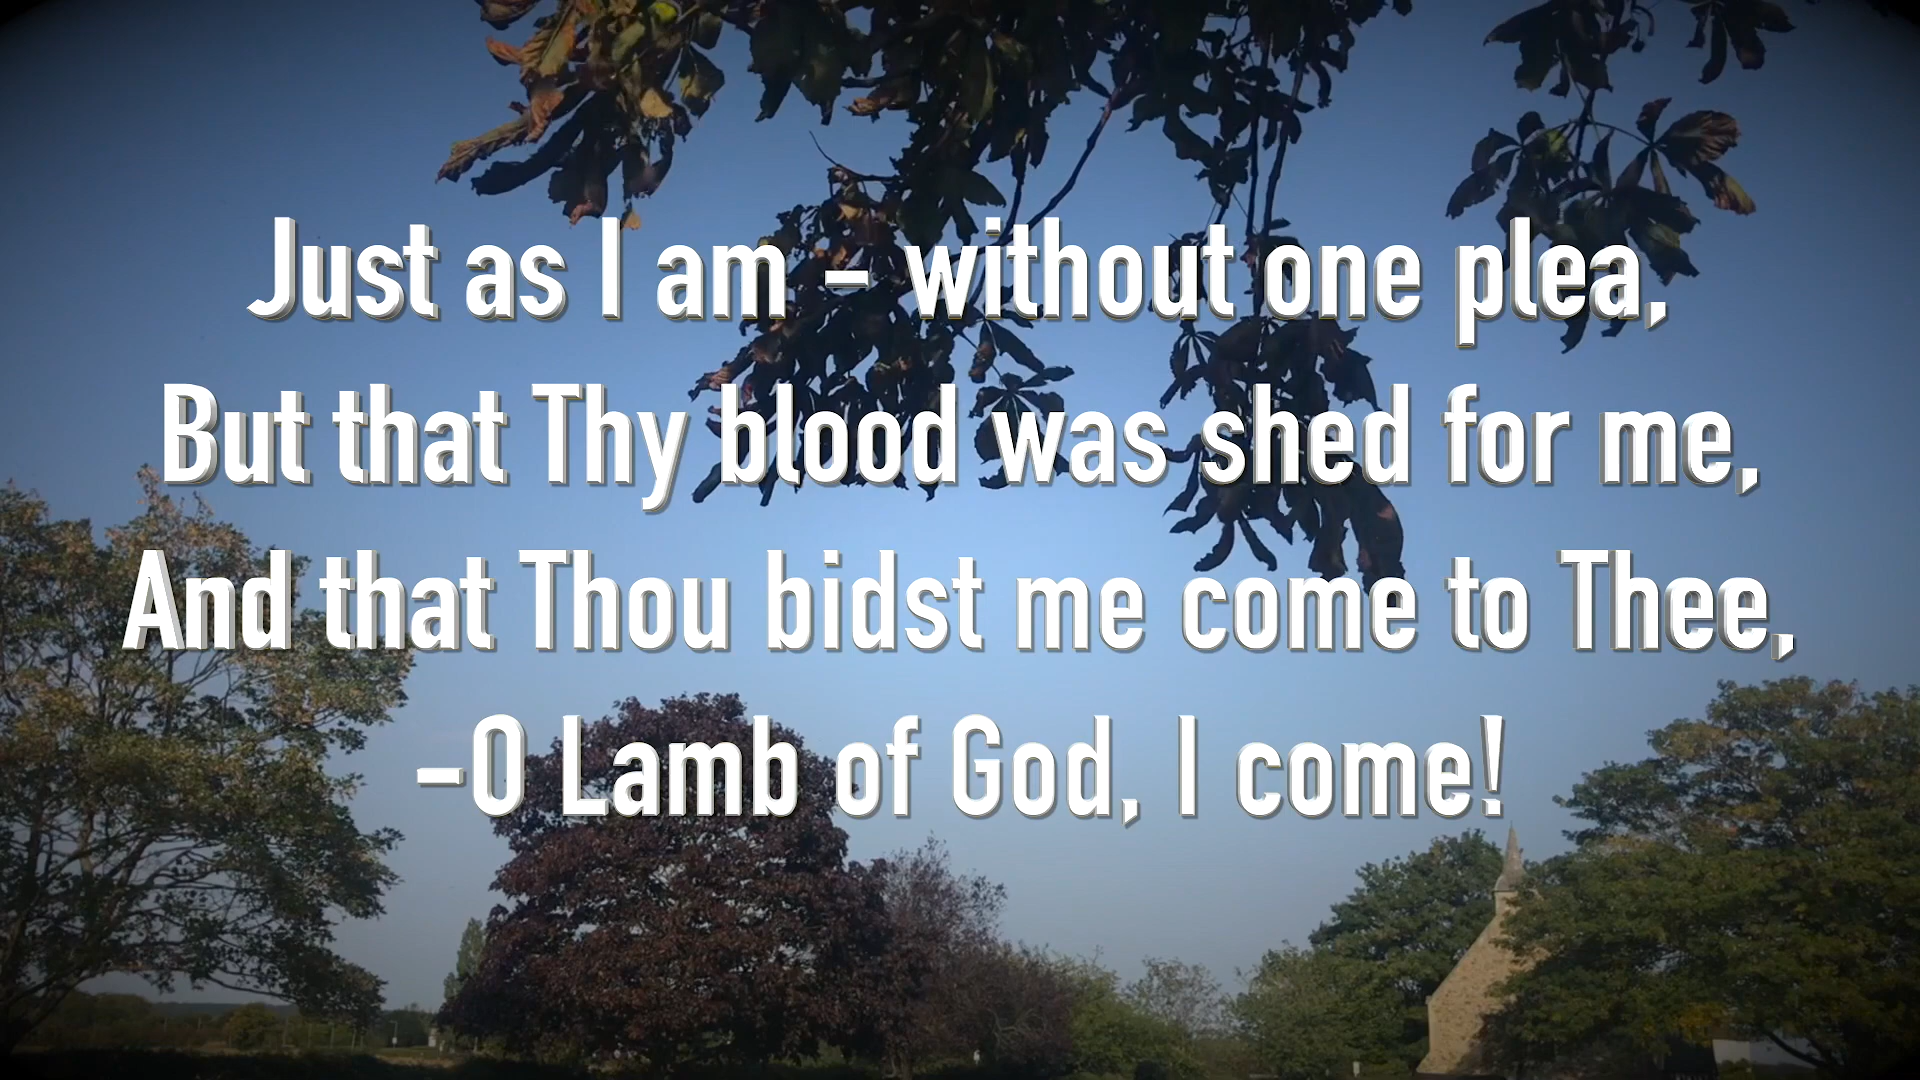 Just as I am - without one plea,
But that Thy blood was shed for me,
And that Thou bidst me come to Thee,
-O Lamb of God, I come!